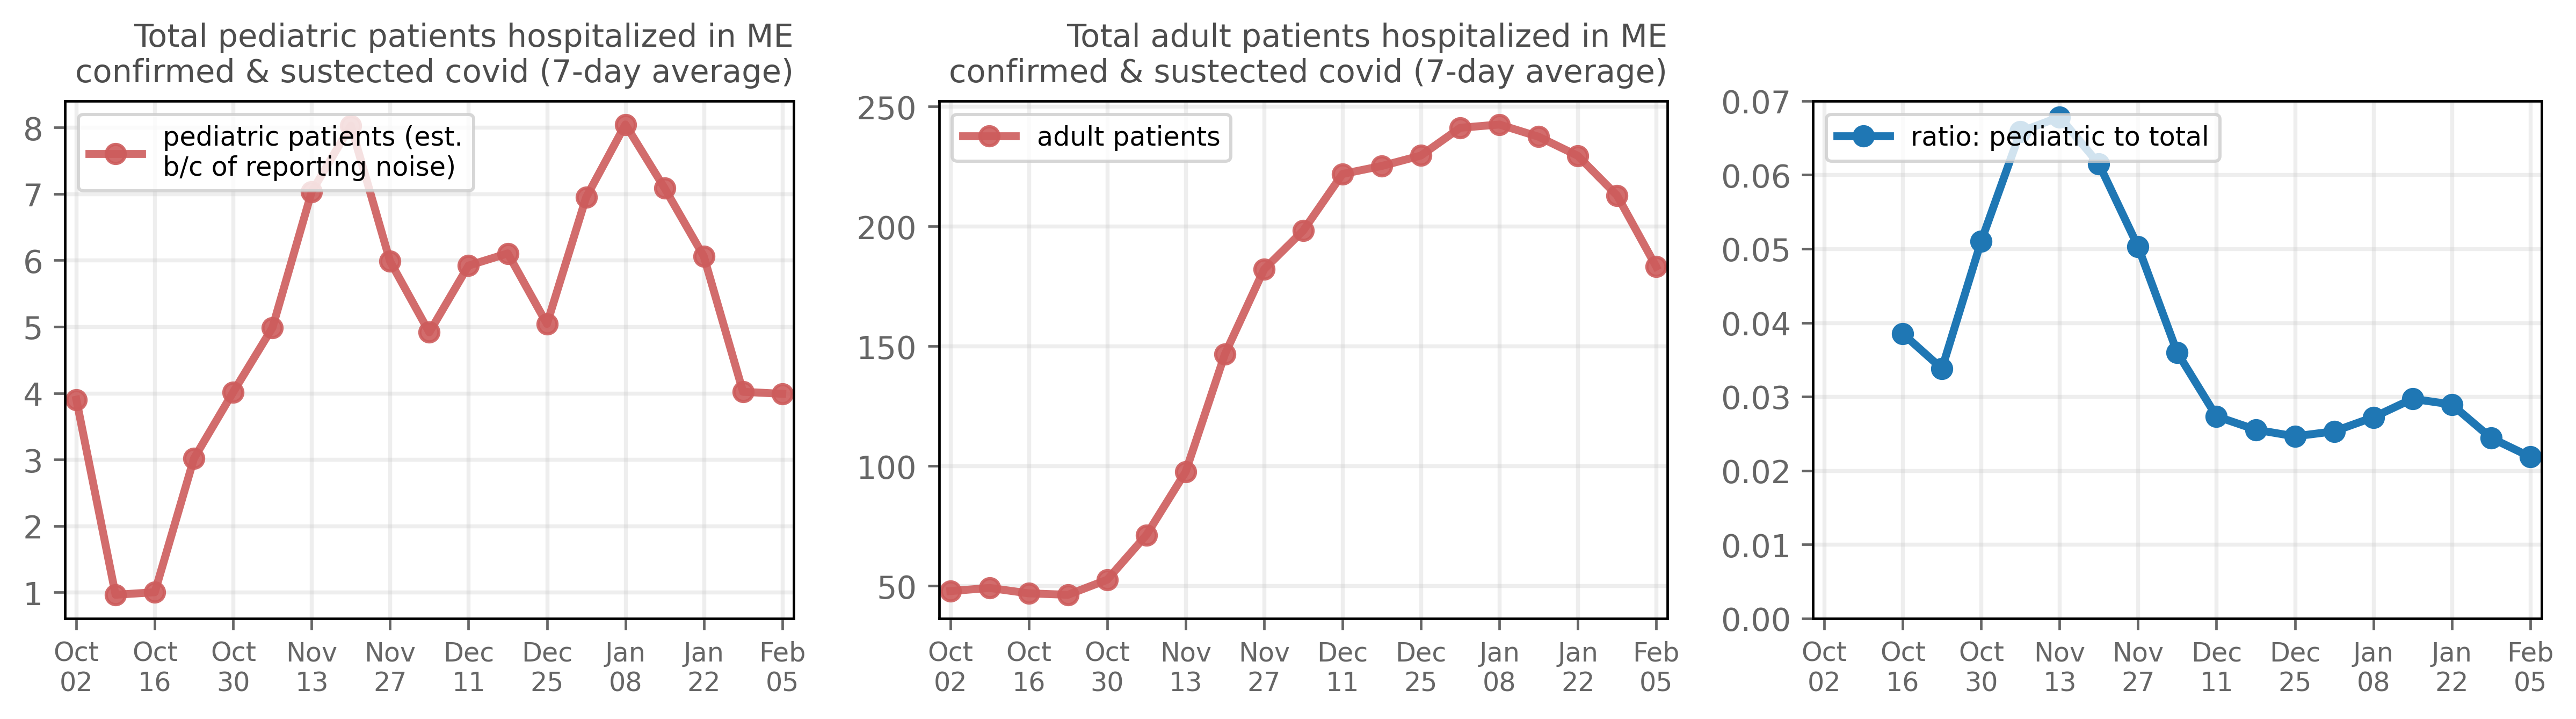 Total pediatric patients hospitalized in ME
confirmed & sustected covid (7-day average)
pediatric patients (est.
b/c of reporting noise)
8
7
6
5
4
3
2
1
Oct
02
Oct
16
Oct
30
Nov
13
Nov
27
Dec
11
Dec
25
Jan
08
Jan
22
Feb
05
Total adult patients hospitalized in ME
confirmed & sustected covid (7-day average)
adult patients
250
200
150
100
50
Oct
02
Oct
16
Oct
30
Nov
13
Nov
27
Dec
11
Dec
25
Jan
08
Jan
22
Feb
05
ratio: pediatric to total
0.07
0.06
0.05
0.04
0.03
0.02
0.01
0.00
Oct
02
Oct
16
Oct
30
Nov
13
Nov
27
Dec
11
Dec
25
Jan
08
Jan
22
Feb
05